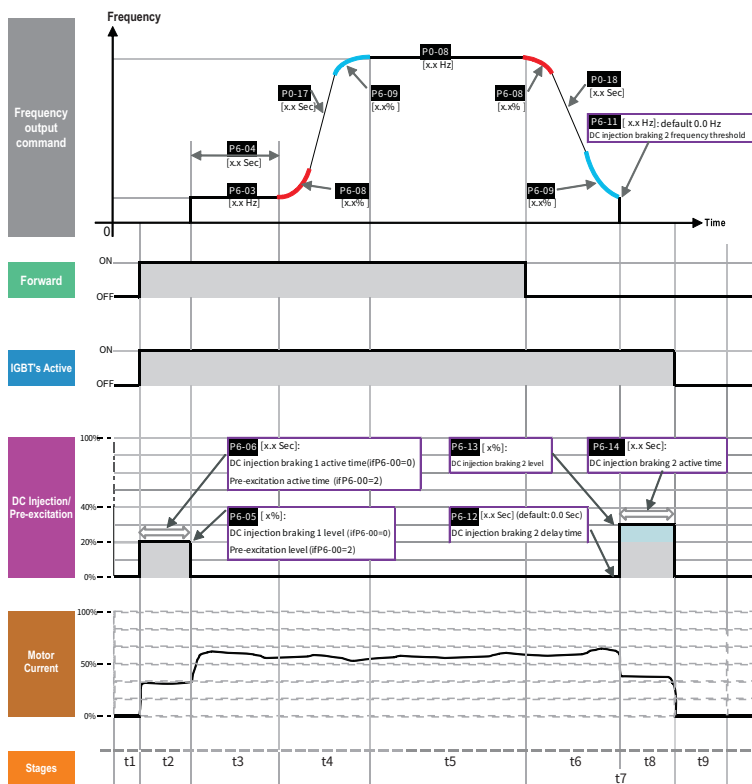 Frequency
Frequency output command
P0-08
[x.x Hz]
P0-17
[x.x Sec]
P6-09
[x.x% ]
P6-08
[x.x% ]
P0-18
[x.x Sec]
P6-11 [ x.x Hz]: default 0.0 Hz
DC injection braking 2 frequency threshold
P6-04
[x.x Sec]
P6-03
[x.x Hz]
P6-08
[x.x% ]
P6-09
[x.x% ]
0
Time
Forward
ON
OFF
IGBT's Active
ON
OFF
DC Injection/
Pre-excitation
100%
40%
20%
0%
P6-06 [x.x Sec]:
DC injection braking 1 active time(ifP6-00=0)
Pre-excitation active time (ifP6-00=2)
P6-05 [ x%]:
DC injection braking 1 level (ifP6-00=0)
Pre-excitation level (ifP6-00=2)
P6-13 [ x%]:
DC injection braking 2 level
P6-14 [x.x Sec]:
DC injection braking 2 active time
P6-12 [x.x Sec] (default: 0.0 Sec)
DC injection braking 2 delay time
Motor
Current
100%
50%
0%
Stages
t1 t2 t3 t4 t5 t6 t8 t9
t7